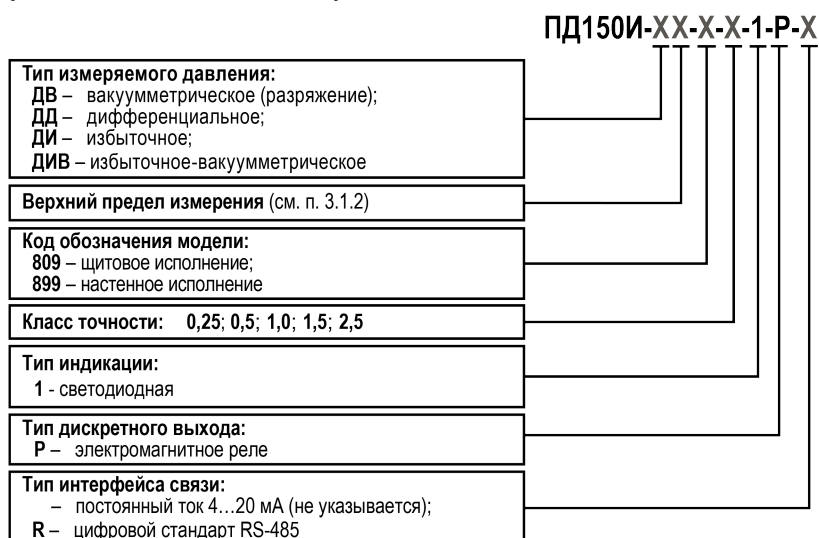 ПД150И-XX-X-X-1-Р-X
Тип измеряемого давления:
ДВ – вакуумметрическое (разряжение);
ДД – дифференциальное;
ДИ – избыточное;
ДИВ – избыточное-вакуумметрическое
Верхний предел измерения (см. п. 3.1.2)
Код обозначения модели:
809 – щитовое исполнение;
899 – настенное исполнение
Класс точности: 0,25; 0,5; 1,0; 1,5; 2,5
Тип индикации:
1 - светодиодная
Тип дискретного выхода:
Р – электромагнитное реле
Тип интерфейса связи:
– постоянный ток 4…20 мА (не указывается);
R – цифровой стандарт RS-485